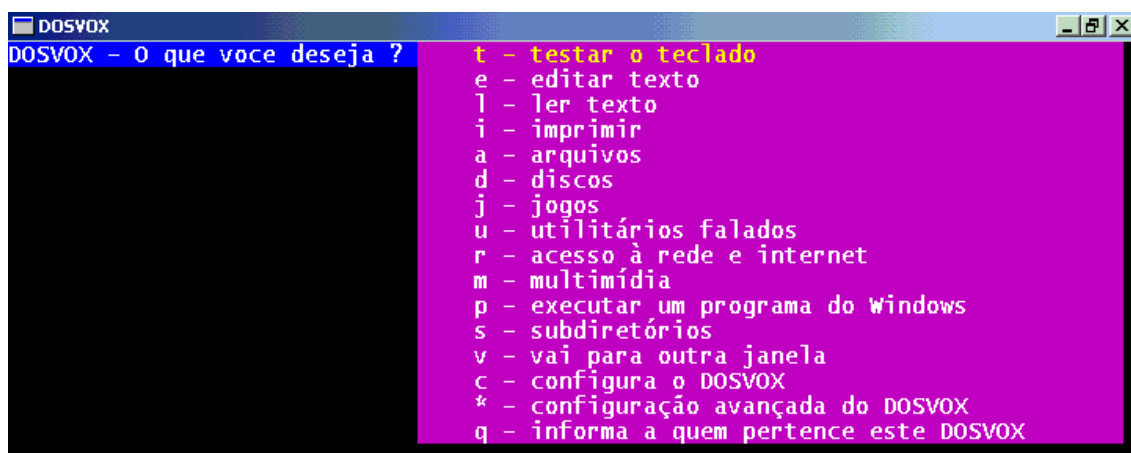 DOSVOX
DOSVOX - O que voce deseja ?
t - testar o teclado
e - editar texto
l - ler texto
i - imprimir
a - arquivos
d - discos
j - jogos
u - utilitários falados
r - acesso à rede e internet
m - multimídia
p - executar um programa do Windows
s - subdiretórios
v - vai para outra janela
c - configura o DOSVOX
* - configuração avançada do DOSVOX
q - informa a quem pertence este DOSVOX